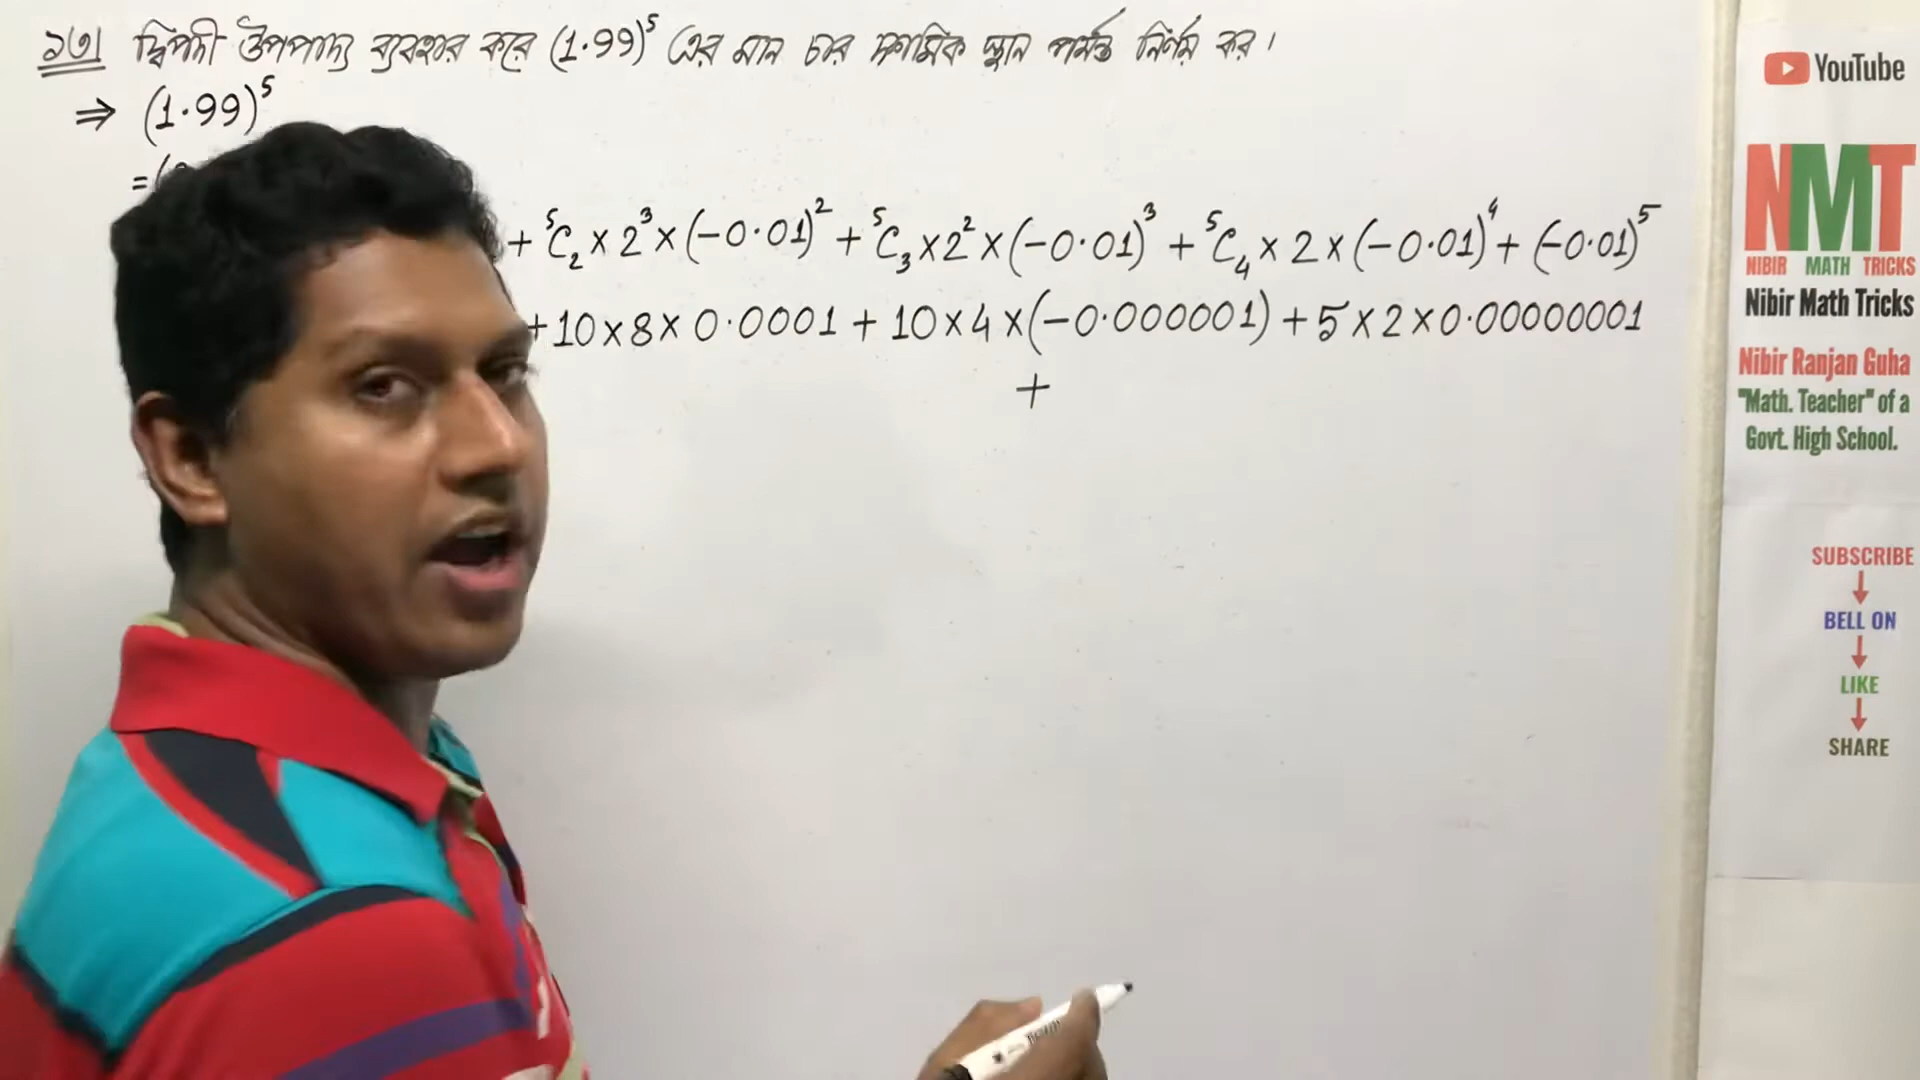 ১৩। দ্বিপদী উপপাদ্য ব্যবহার করে (1·99)⁵ এর মান চার দশমিক স্থান পর্যন্ত নির্ণয় কর।
⇒ (1·99)⁵
=(
+ ⁵C₂ × 2³ × (−0·01)² + ⁵C₃ × 2² × (−0·01)³ + ⁵C₄ × 2 × (−0·01)⁴ + (−0·01)⁵
+ 10 × 8 × 0·0001 + 10 × 4 × (−0·000001) + 5 × 2 × 0·00000001
+
YouTube
NMT
NIBIR MATH TRICKS
Nibir Math Tricks
Nibir Ranjan Guha
"Math. Teacher" of a
Govt. High School.
SUBSCRIBE
↓
BELL ON
↓
LIKE
↓
SHARE